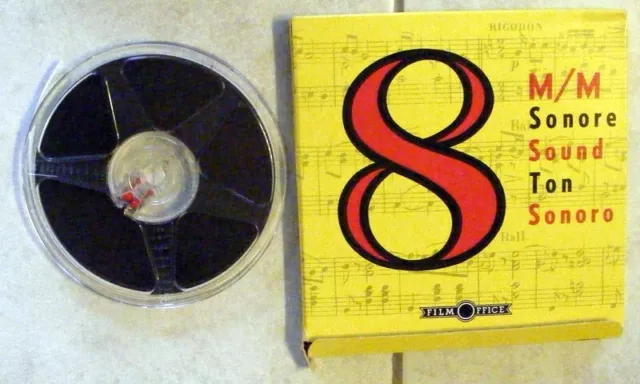 RIGODON
8
M/M
Sonore
Sound
Ton
Sonoro
Ball
FILM OFFICE